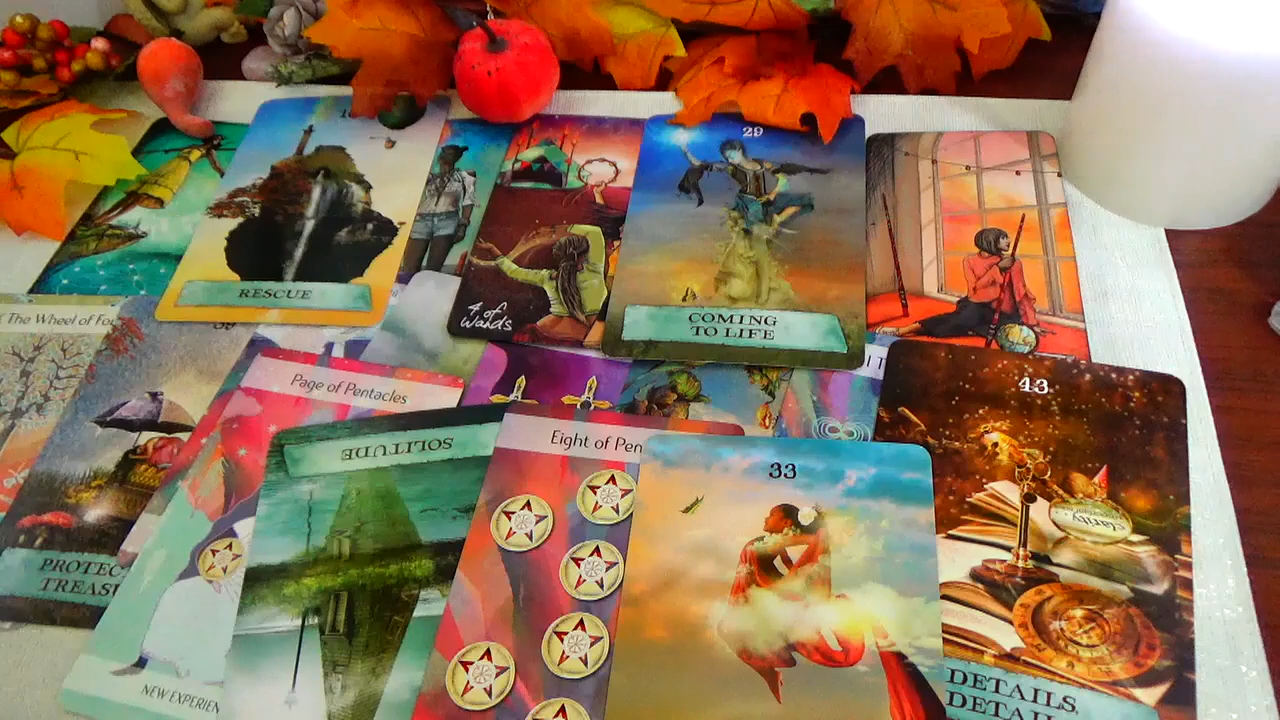 29
RESCUE
COMING
TO LIFE
4 of
Wands
The Wheel of
Page of Pentacles
43
SOLITUDE
Eight of Pen
33
clarity
PROTEC
TREAS
NEW EXPERIEN
DETAILS,
DETAIL